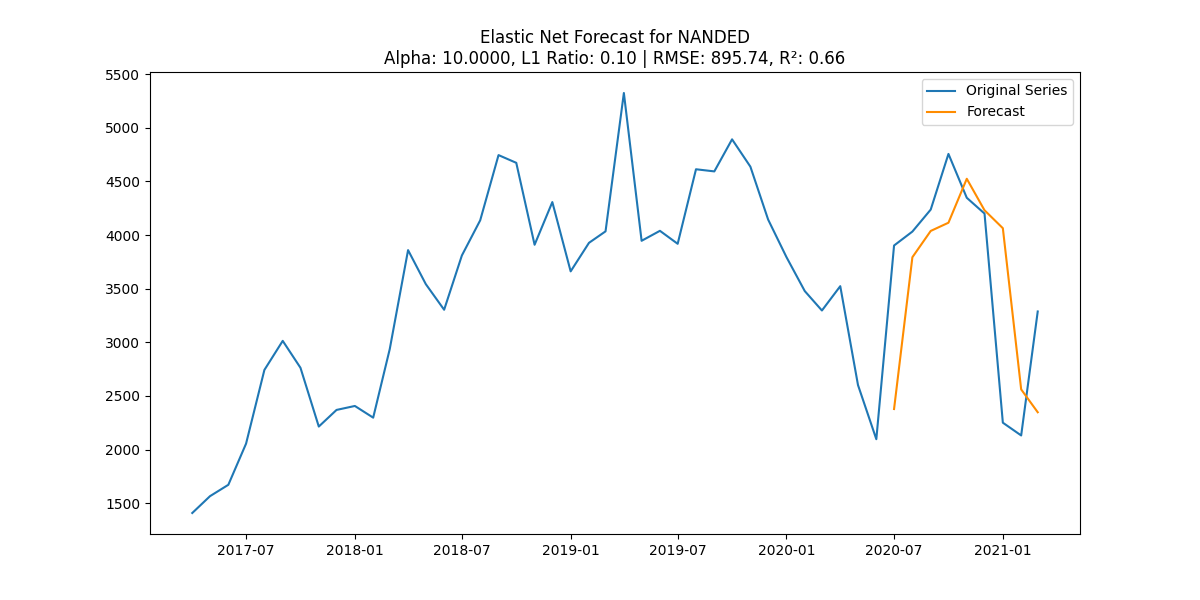 Elastic Net Forecast for NANDED
Alpha: 10.0000, L1 Ratio: 0.10 | RMSE: 895.74, R²: 0.66
Original Series
Forecast
5500
5000
4500
4000
3500
3000
2500
2000
1500
2017-07 2018-01 2018-07 2019-01 2019-07 2020-01 2020-07 2021-01